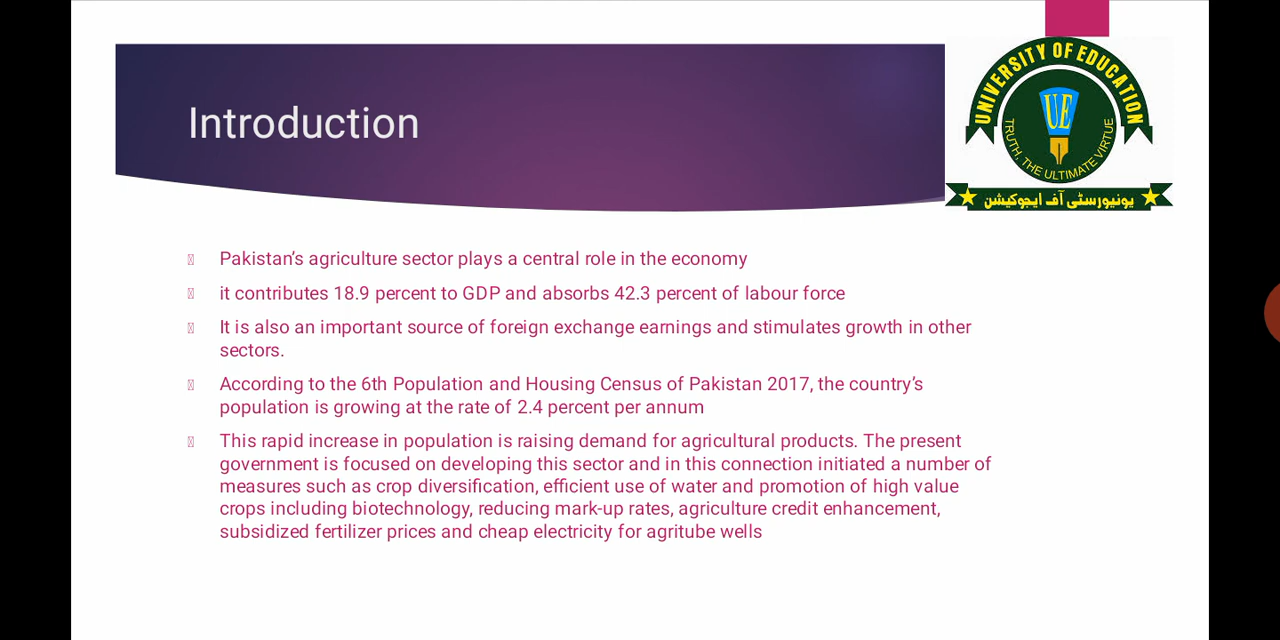 Introduction
UNIVERSITY OF EDUCATION
UE
TRUTH, THE ULTIMATE VIRTUE
یونیورسٹی آف ایجوکیشن
Pakistan's agriculture sector plays a central role in the economy
it contributes 18.9 percent to GDP and absorbs 42.3 percent of labour force
It is also an important source of foreign exchange earnings and stimulates growth in other
sectors.
According to the 6th Population and Housing Census of Pakistan 2017, the country's
population is growing at the rate of 2.4 percent per annum
This rapid increase in population is raising demand for agricultural products. The present
government is focused on developing this sector and in this connection initiated a number of
measures such as crop diversification, efficient use of water and promotion of high value
crops including biotechnology, reducing mark-up rates, agriculture credit enhancement,
subsidized fertilizer prices and cheap electricity for agritube wells